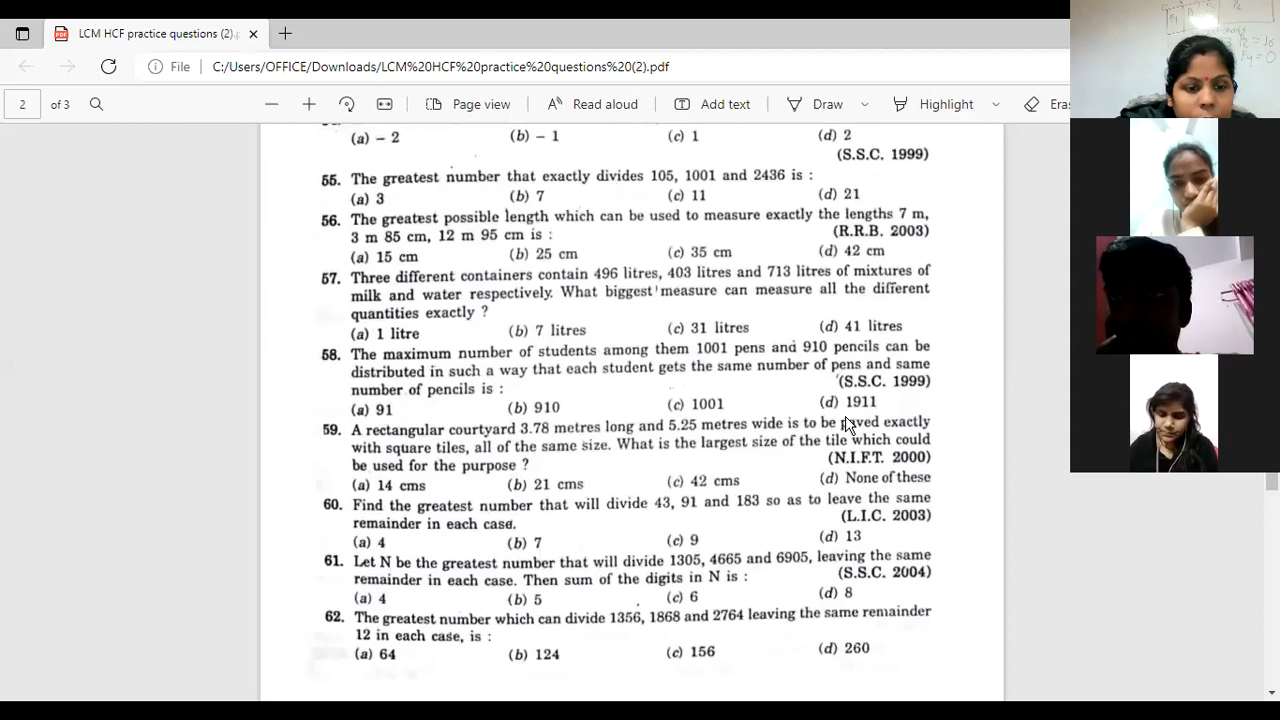 LCM HCF practice questions (2).p
File C:/Users/OFFICE/Downloads/LCM%20HCF%20practice%20questions%20(2).pdf
2 of 3 Page view Read aloud Add text Draw Highlight Eras
(a) – 2 (b) – 1 (c) 1 (d) 2
(S.S.C. 1999)
55. The greatest number that exactly divides 105, 1001 and 2436 is :
(a) 3 (b) 7 (c) 11 (d) 21
56. The greatest possible length which can be used to measure exactly the lengths 7 m,
3 m 85 cm, 12 m 95 cm is : (R.R.B. 2003)
(a) 15 cm (b) 25 cm (c) 35 cm (d) 42 cm
57. Three different containers contain 496 litres, 403 litres and 713 litres of mixtures of
milk and water respectively. What biggest measure can measure all the different
quantities exactly ?
(a) 1 litre (b) 7 litres (c) 31 litres (d) 41 litres
58. The maximum number of students among them 1001 pens and 910 pencils can be
distributed in such a way that each student gets the same number of pens and same
number of pencils is : (S.S.C. 1999)
(a) 91 (b) 910 (c) 1001 (d) 1911
59. A rectangular courtyard 3.78 metres long and 5.25 metres wide is to be paved exactly
with square tiles, all of the same size. What is the largest size of the tile which could
be used for the purpose ? (N.I.F.T. 2000)
(a) 14 cms (b) 21 cms (c) 42 cms (d) None of these
60. Find the greatest number that will divide 43, 91 and 183 so as to leave the same
remainder in each case. (L.I.C. 2003)
(a) 4 (b) 7 (c) 9 (d) 13
61. Let N be the greatest number that will divide 1305, 4665 and 6905, leaving the same
remainder in each case. Then sum of the digits in N is : (S.S.C. 2004)
(a) 4 (b) 5 (c) 6 (d) 8
62. The greatest number which can divide 1356, 1868 and 2764 leaving the same remainder
12 in each case, is :
(a) 64 (b) 124 (c) 156 (d) 260